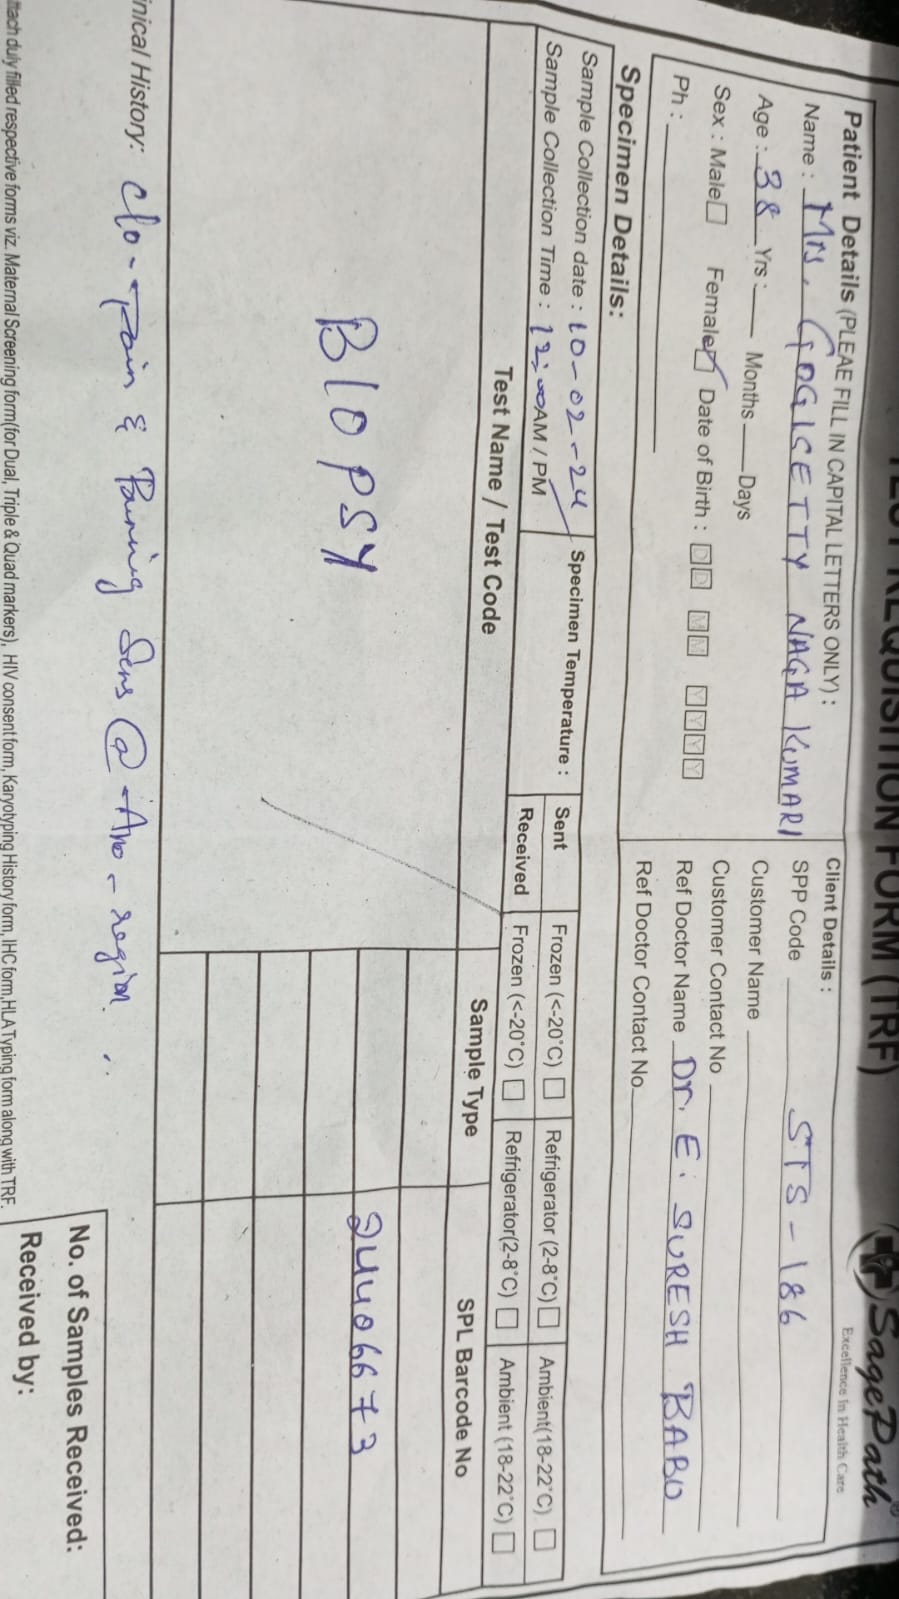 TEST REQUISITION FORM (TRF)
SagePath®
Excellence in Health Care
Patient Details (PLEAE FILL IN CAPITAL LETTERS ONLY) :
Name : Mrs. GOGISETTY NAGA KUMARI
Age : 38 Yrs : Months Days
Sex : Male Female Date of Birth : DD MM YYYY
Ph :
Client Details :
SPP Code STS-186
Customer Name
Customer Contact No
Ref Doctor Name Dr. E. SURESH BABU
Ref Doctor Contact No.
Specimen Details:
Sample Collection date : 10-02-24
Sample Collection Time : 12:00 AM / PM
Specimen Temperature :
Sent Frozen (<-20°C) Refrigerator (2-8°C) Ambient(18-22°C)
Received Frozen (<-20°C) Refrigerator(2-8°C) Ambient (18-22°C)
Test Name / Test Code Sample Type SPL Barcode No
BIOPSY 24406673
inical History: c/o - pain & Burning Sens @ Ano - region.
ttach duly filled respective forms viz. Maternal Screening form(for Dual, Triple & Quad markers), HIV consent form, Karyotyping History form, IHC form,HLA Typing form along with TRF.
No. of Samples Received:
Received by: